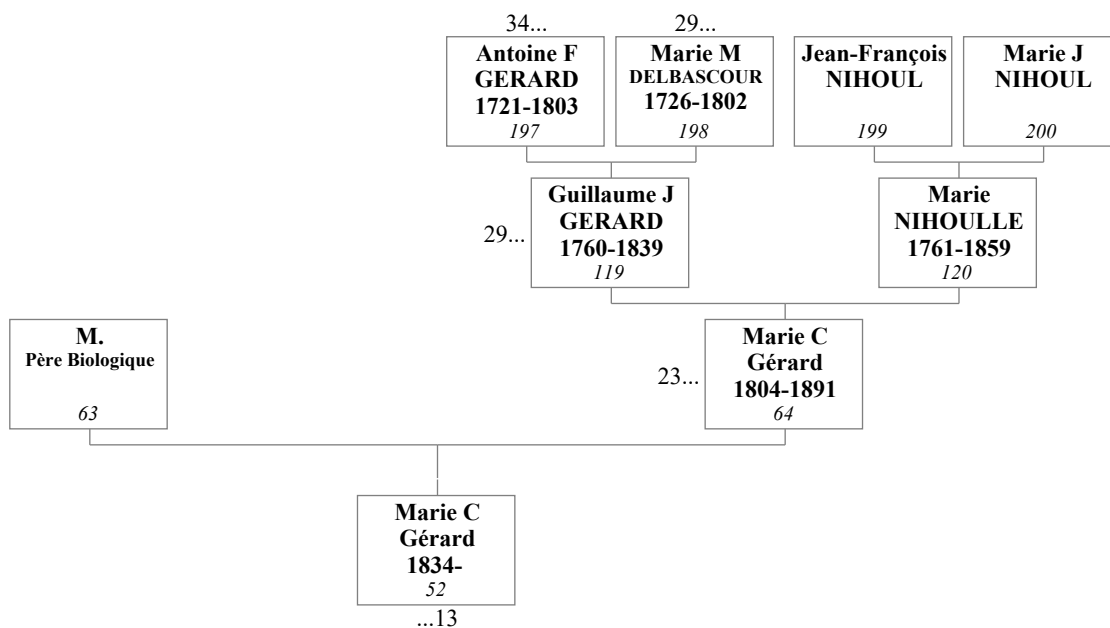 34...
29...
Antoine F
GERARD
1721-1803
197
Marie M
DELBASCOUR
1726-1802
198
Jean-François
NIHOUL
199
Marie J
NIHOUL
200
29...
Guillaume J
GERARD
1760-1839
119
Marie
NIHOULLE
1761-1859
120
M.
Père Biologique
63
23...
Marie C
Gérard
1804-1891
64
Marie C
Gérard
1834-
52
...13